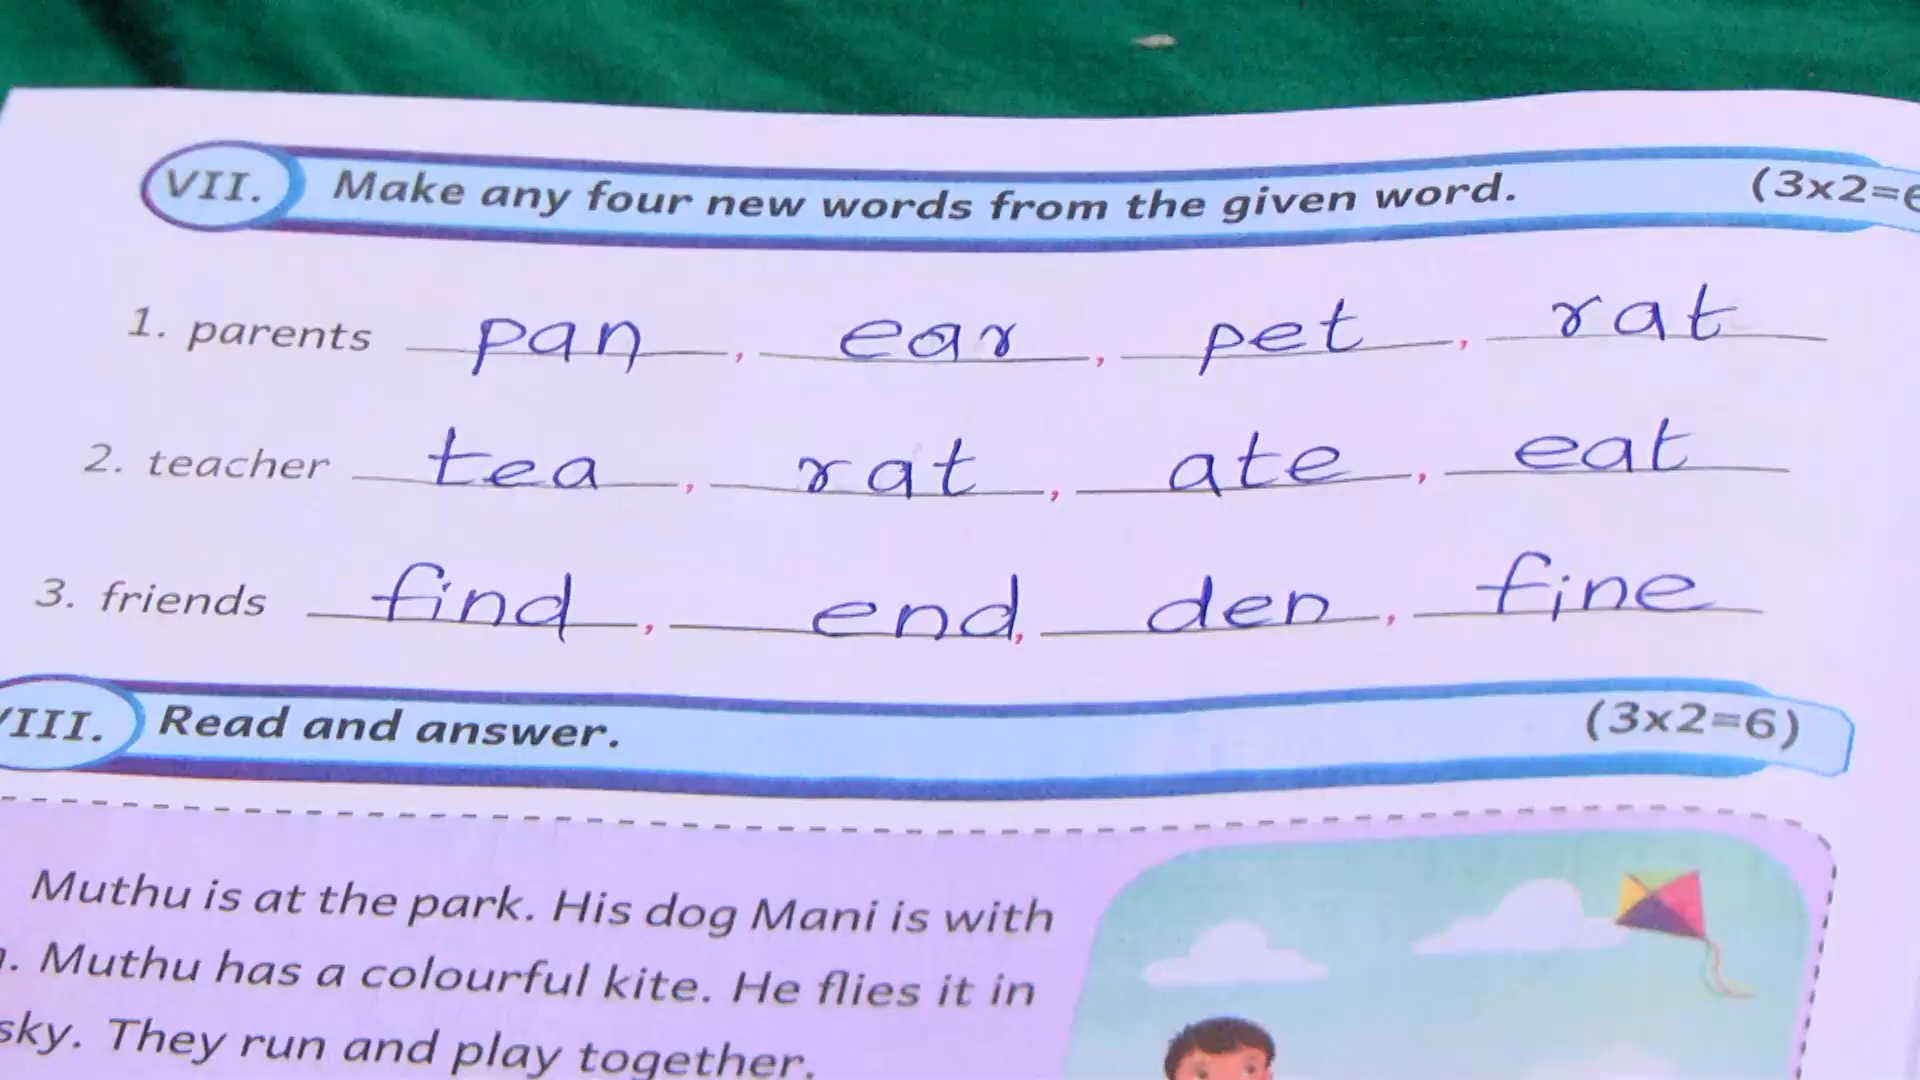 VII. Make any four new words from the given word. (3x2=6
1. parents pan, ear, pet, rat
2. teacher tea, rat, ate, eat
3. friends find, end, den, fine
VIII. Read and answer. (3x2=6)
Muthu is at the park. His dog Mani is with
. Muthu has a colourful kite. He flies it in
sky. They run and play together.